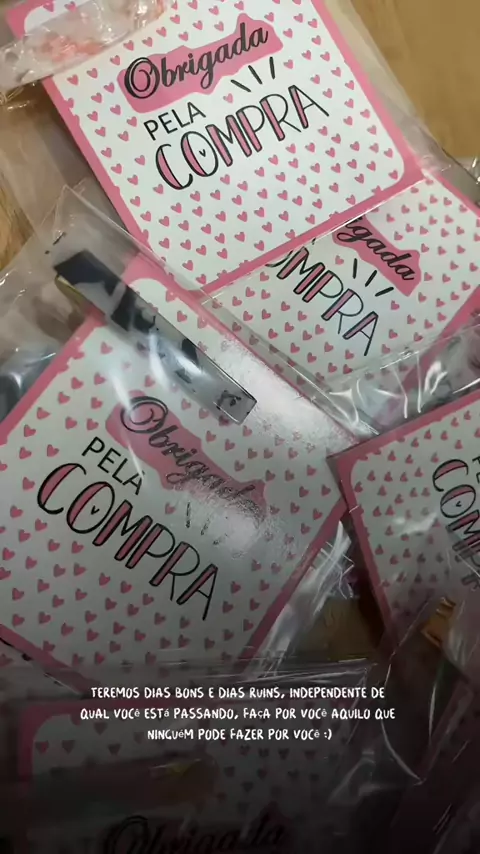 Obrigada
PELA
COMPRA
igada
OMPRA
Obrigada
PELA
COMPRA
P
COM
TEREMOS DIAS BONS E DIAS RUINS, INDEPENDENTE DE
QUAL VOCÊ ESTÁ PASSANDO, FAÇA POR VOCÊ AQUILO QUE
NINGUÉM PODE FAZER POR VOCÊ :)
Obrigada